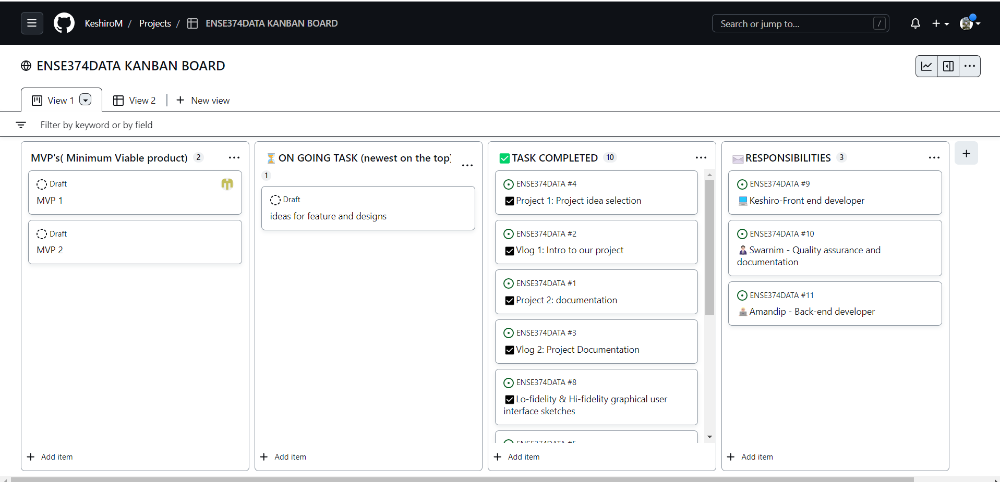 KeshiroM / Projects / ENSE374DATA KANBAN BOARD
Search or jump to... /
ENSE374DATA KANBAN BOARD
View 1
View 2
New view
Filter by keyword or by field
MVP's( Minimum Viable product) 2
Draft
MVP 1
Draft
MVP 2
Add item
⏳ON GOING TASK (newest on the top)
1
Draft
ideas for feature and designs
Add item
✅TASK COMPLETED 10
ENSE374DATA #4
Project 1: Project idea selection
ENSE374DATA #2
Vlog 1: Intro to our project
ENSE374DATA #1
Project 2: documentation
ENSE374DATA #3
Vlog 2: Project Documentation
ENSE374DATA #8
Lo-fidelity & Hi-fidelity graphical user
interface sketches
ENSE374DATA #5
Add item
RESPONSIBILITIES 3
ENSE374DATA #9
Keshiro-Front end developer
ENSE374DATA #10
Swarnim - Quality assurance and
documentation
ENSE374DATA #11
Amandip - Back-end developer
Add item